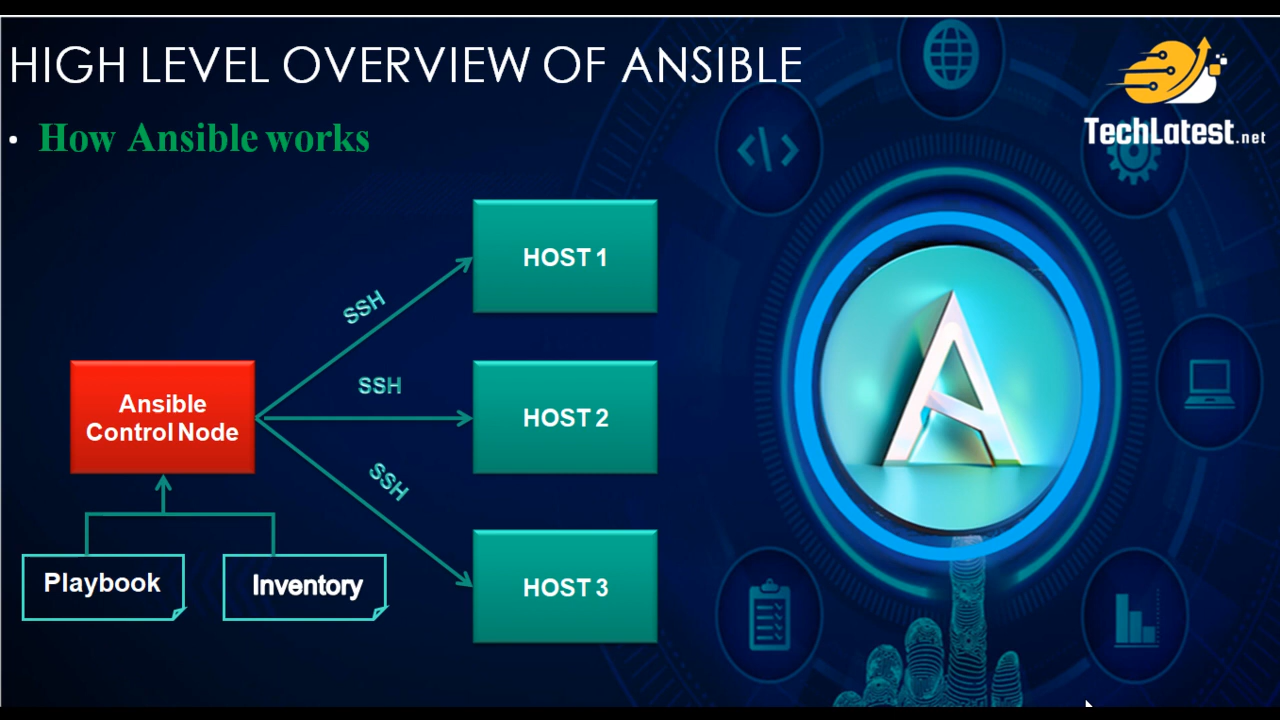 HIGH LEVEL OVERVIEW OF ANSIBLE
TechLatest.net
• How Ansible works
HOST 1
SSH
SSH
Ansible
Control Node
HOST 2
SSH
Playbook
Inventory
HOST 3
A